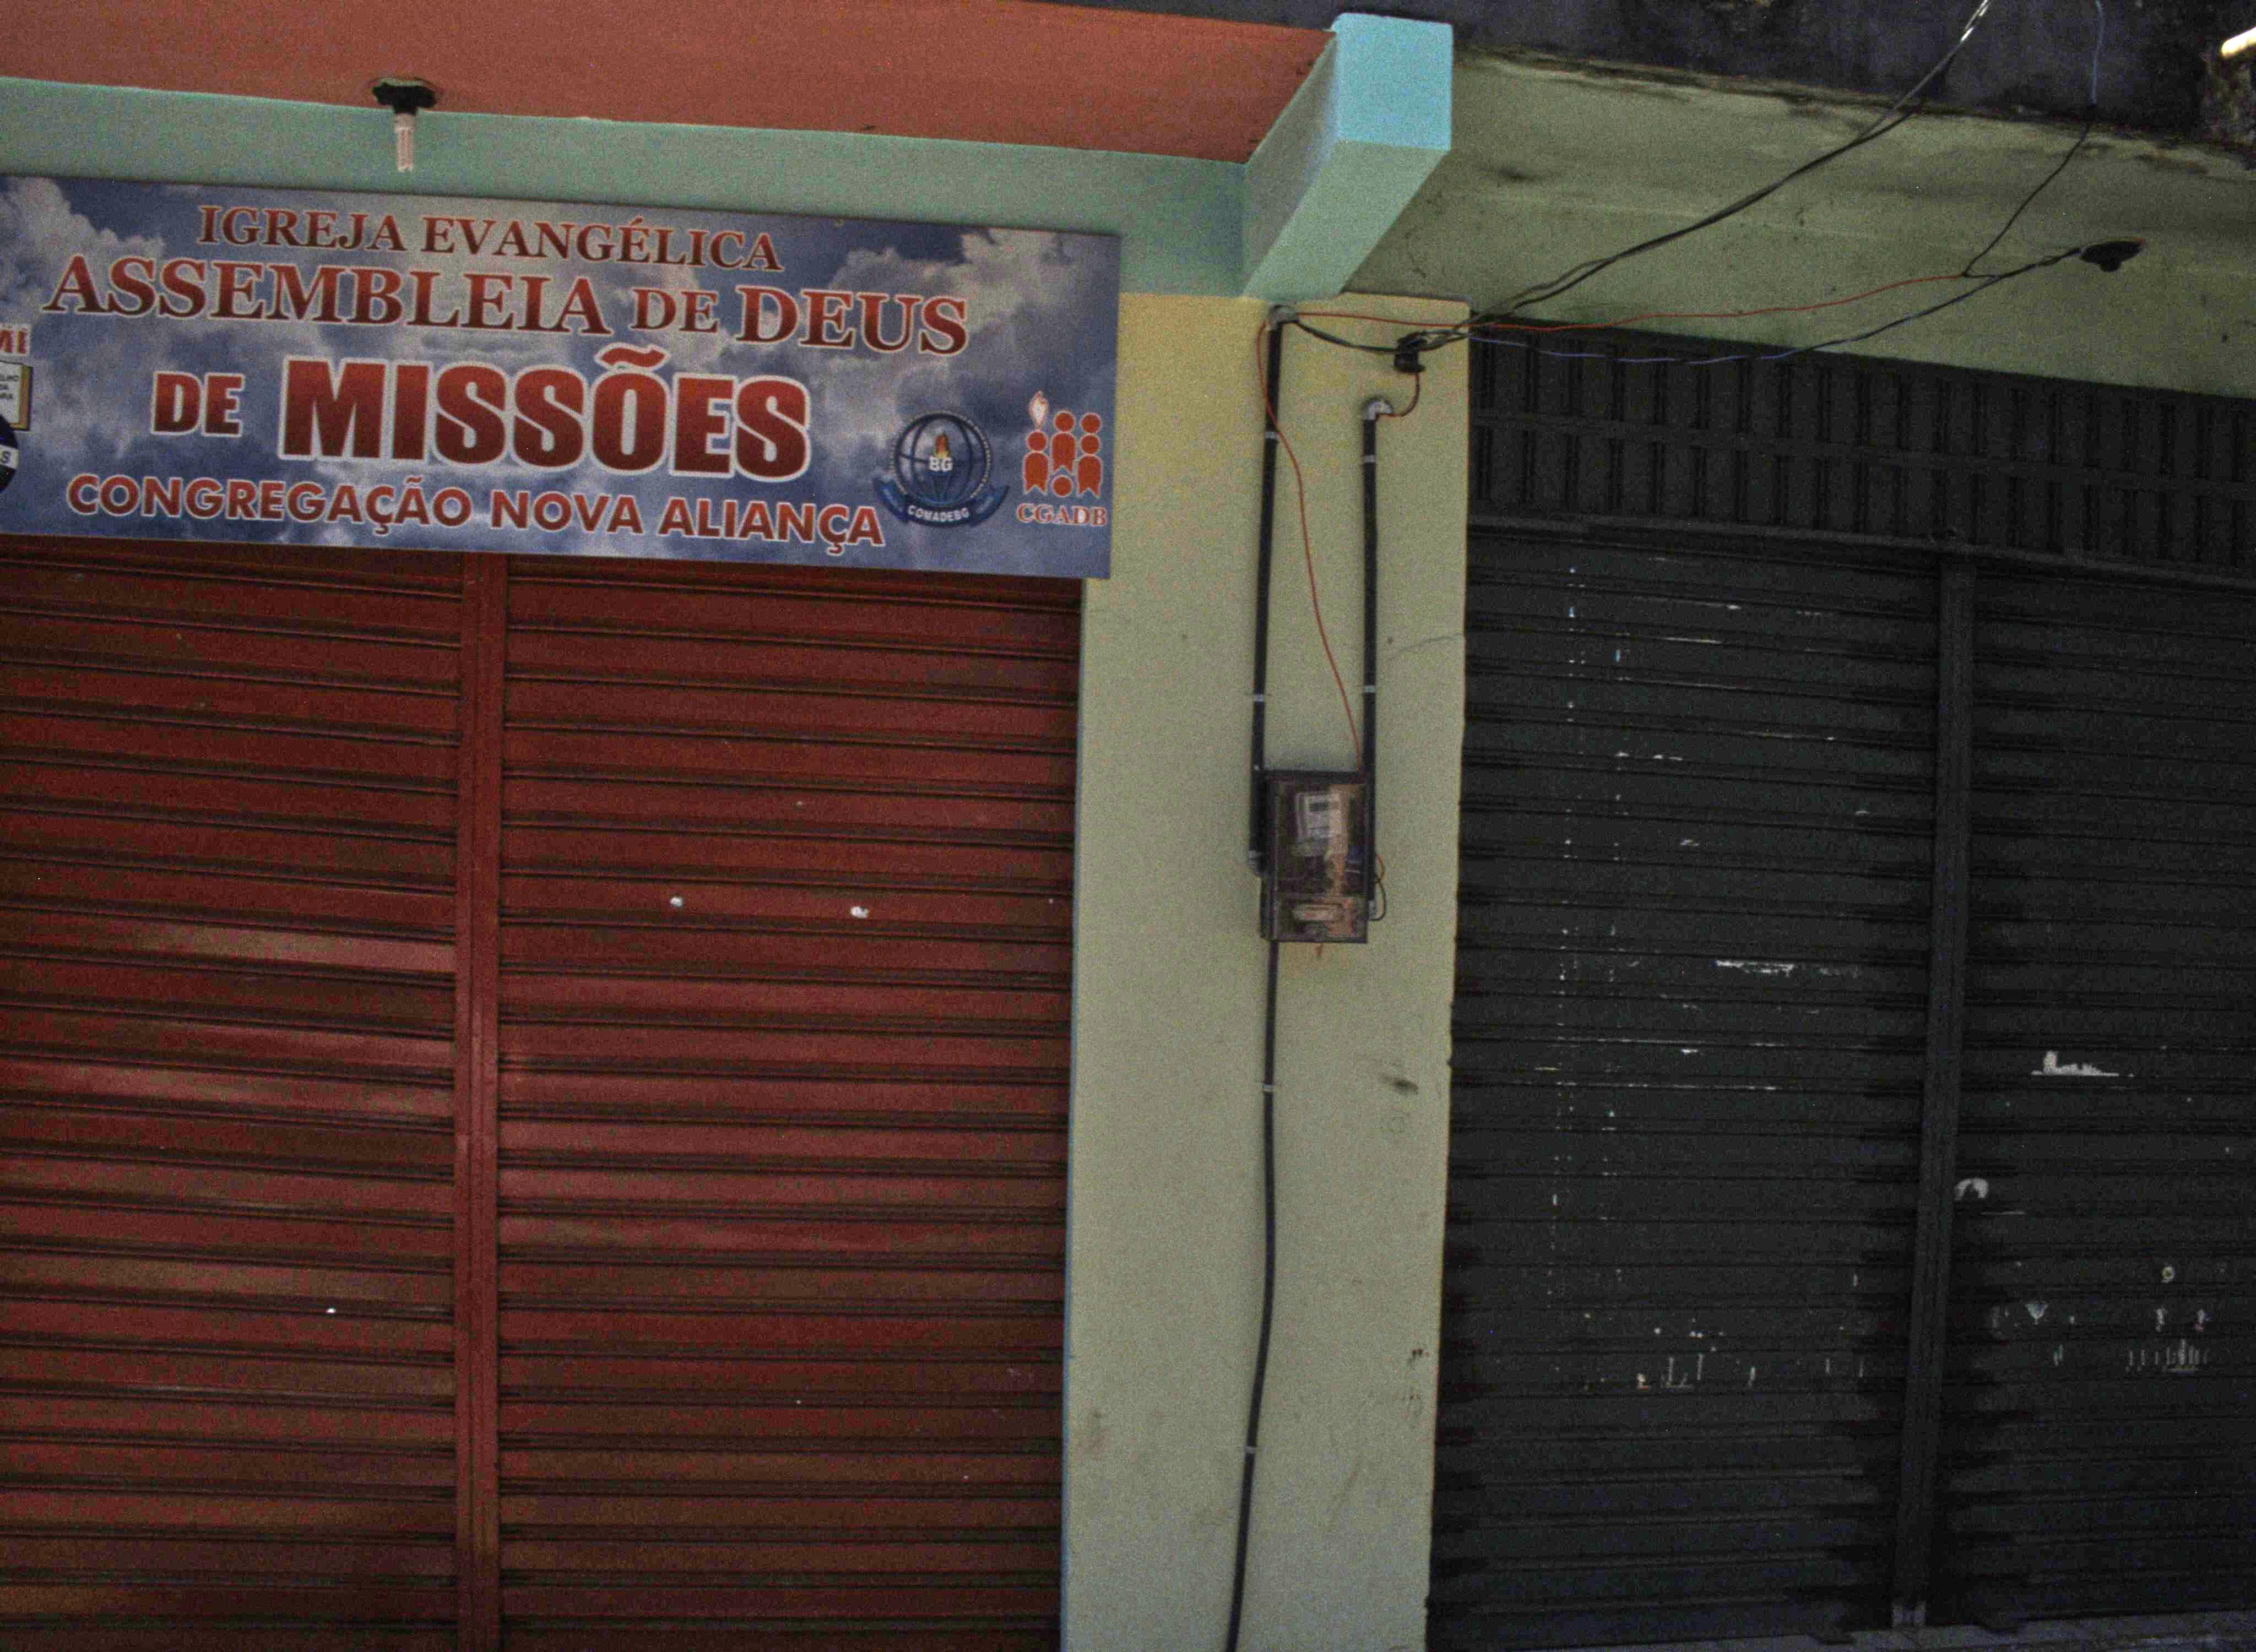 IGREJA EVANGÉLICA
ASSEMBLEIA DE DEUS
DE MISSÕES
CONGREGAÇÃO NOVA ALIANÇA
BG
COMADEBG
CGADB